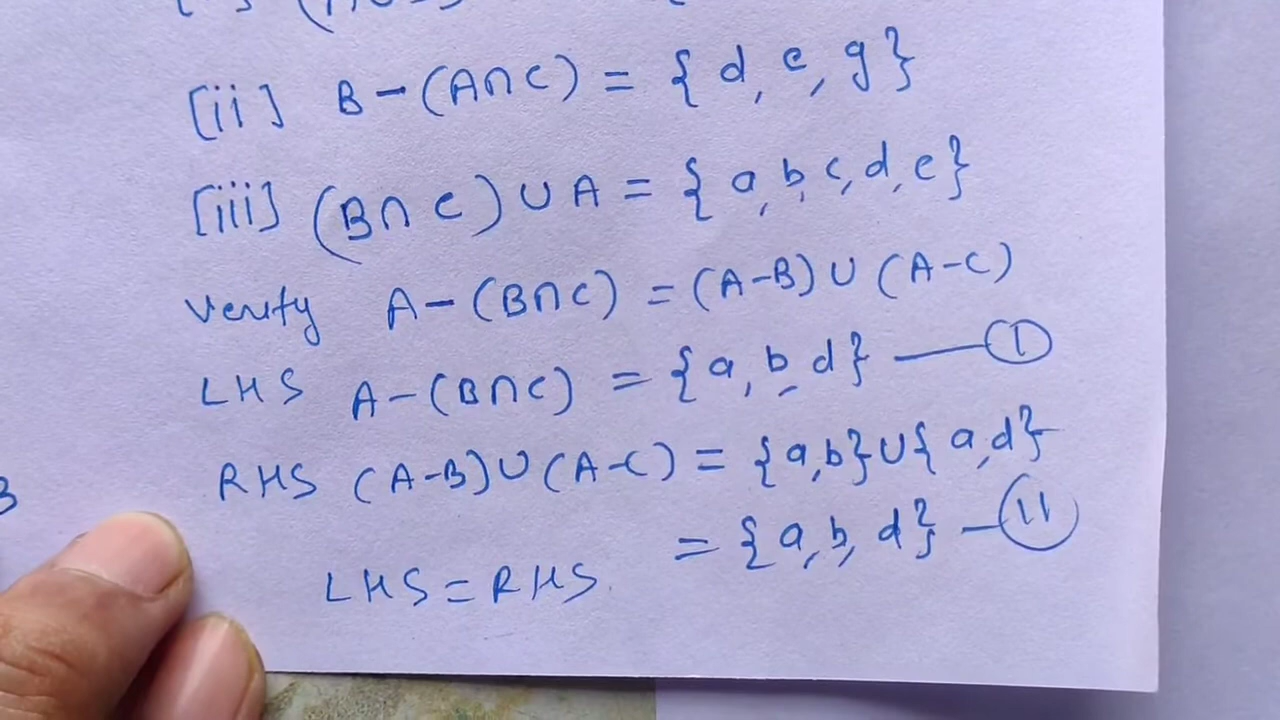 [ii] B-(A∩C) = {d, e, g}
[iii] (B∩C)∪A = {a, b, c, d, e}
Verify A-(B∩C) = (A-B)∪(A-C)
LHS A-(B∩C) = {a, b, d} — I
RHS (A-B)∪(A-C) = {a,b}∪{a,d}
= {a, b, d} — II
LHS = RHS.